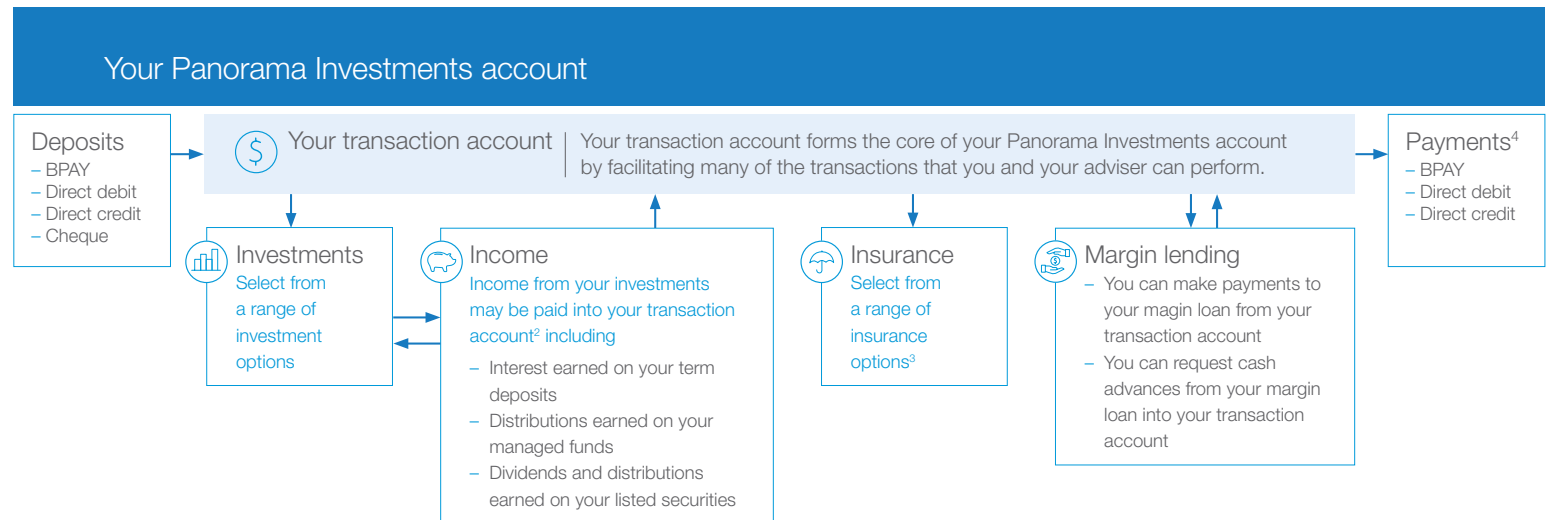 Your Panorama Investments account
Deposits
– BPAY
– Direct debit
– Direct credit
– Cheque
$
Your transaction account
Your transaction account forms the core of your Panorama Investments account
by facilitating many of the transactions that you and your adviser can perform.
Payments⁴
– BPAY
– Direct debit
– Direct credit
Investments
Select from
a range of
investment
options
Income
Income from your investments
may be paid into your transaction
account² including
– Interest earned on your term
deposits
– Distributions earned on your
managed funds
– Dividends and distributions
earned on your listed securities
Insurance
Select from
a range of
insurance
options³
$
Margin lending
– You can make payments to
your magin loan from your
transaction account
– You can request cash
advances from your margin
loan into your transaction
account